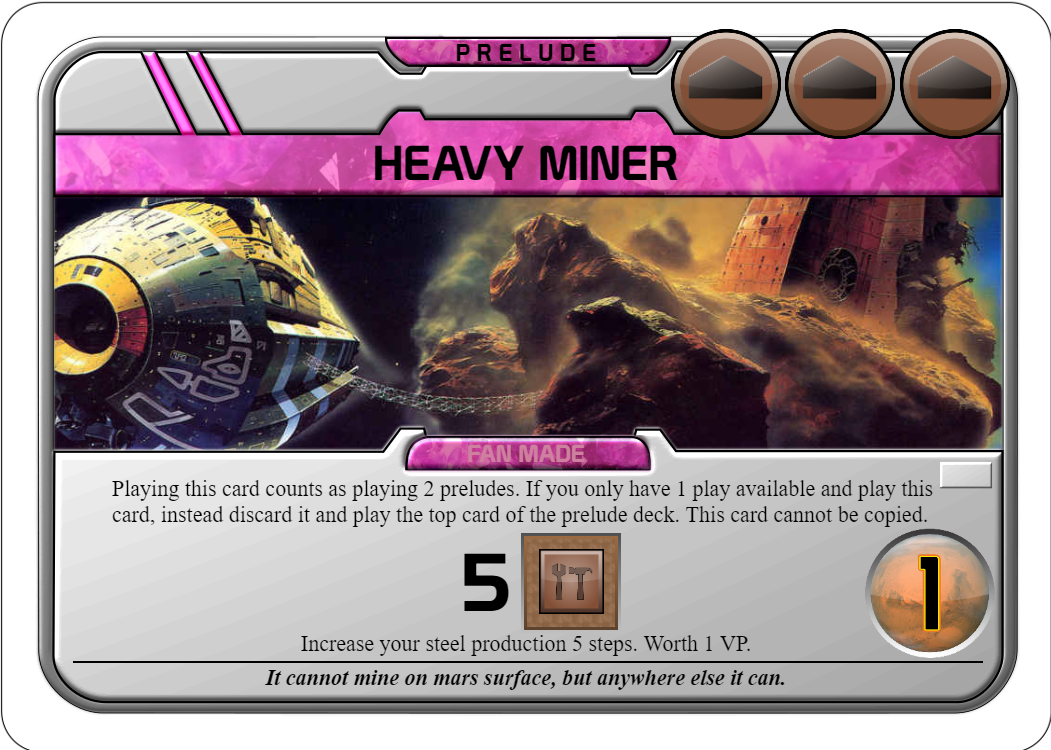 PRELUDE
HEAVY MINER
FAN MADE
Playing this card counts as playing 2 preludes. If you only have 1 play available and play this
card, instead discard it and play the top card of the prelude deck. This card cannot be copied.
5
1
Increase your steel production 5 steps. Worth 1 VP.
It cannot mine on mars surface, but anywhere else it can.